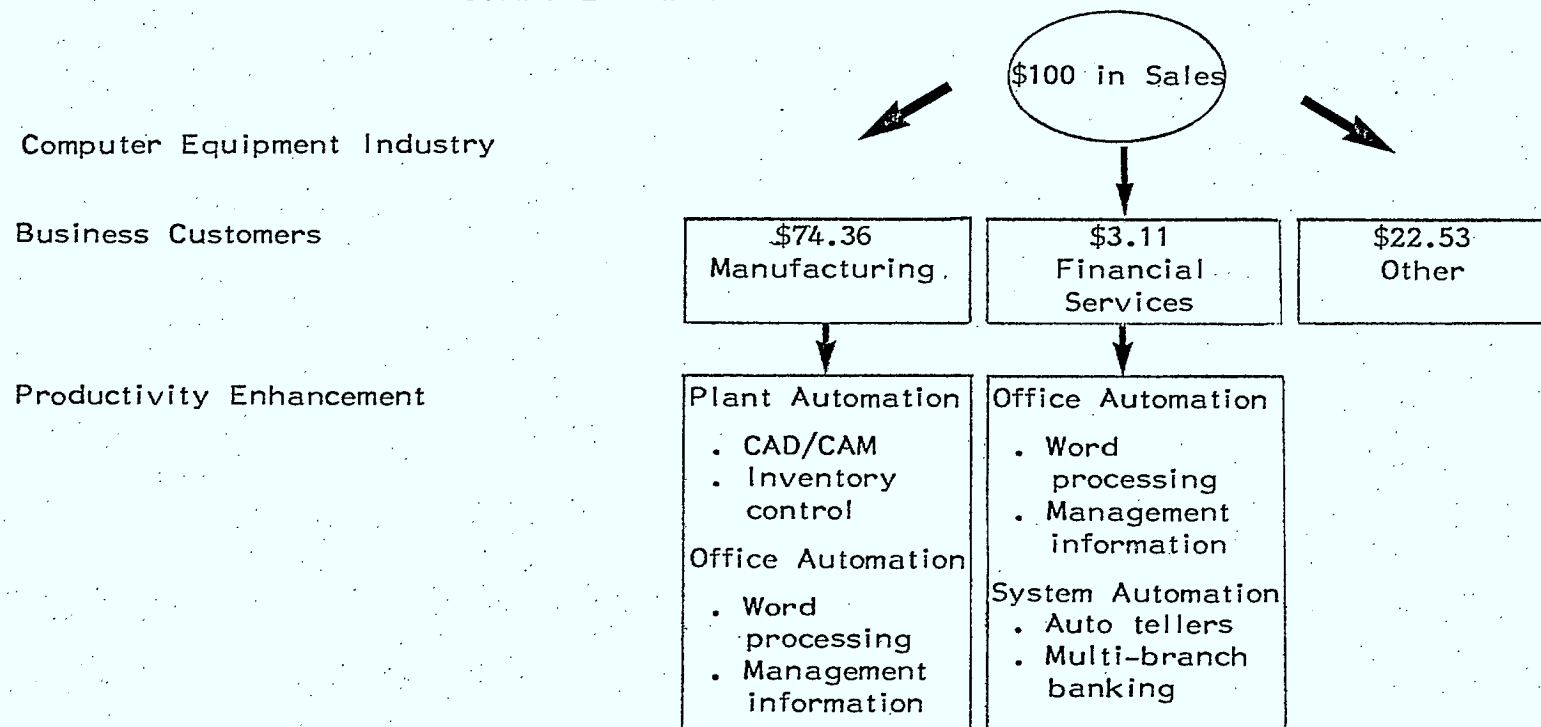 $100 in Sales
Computer Equipment Industry
Business Customers
$74.36
Manufacturing
$3.11
Financial
Services
$22.53
Other
Productivity Enhancement
Plant Automation
. CAD/CAM
. Inventory
control
Office Automation
. Word
processing
. Management
information
Office Automation
. Word
processing
. Management
information
System Automation
. Auto tellers
. Multi-branch
banking